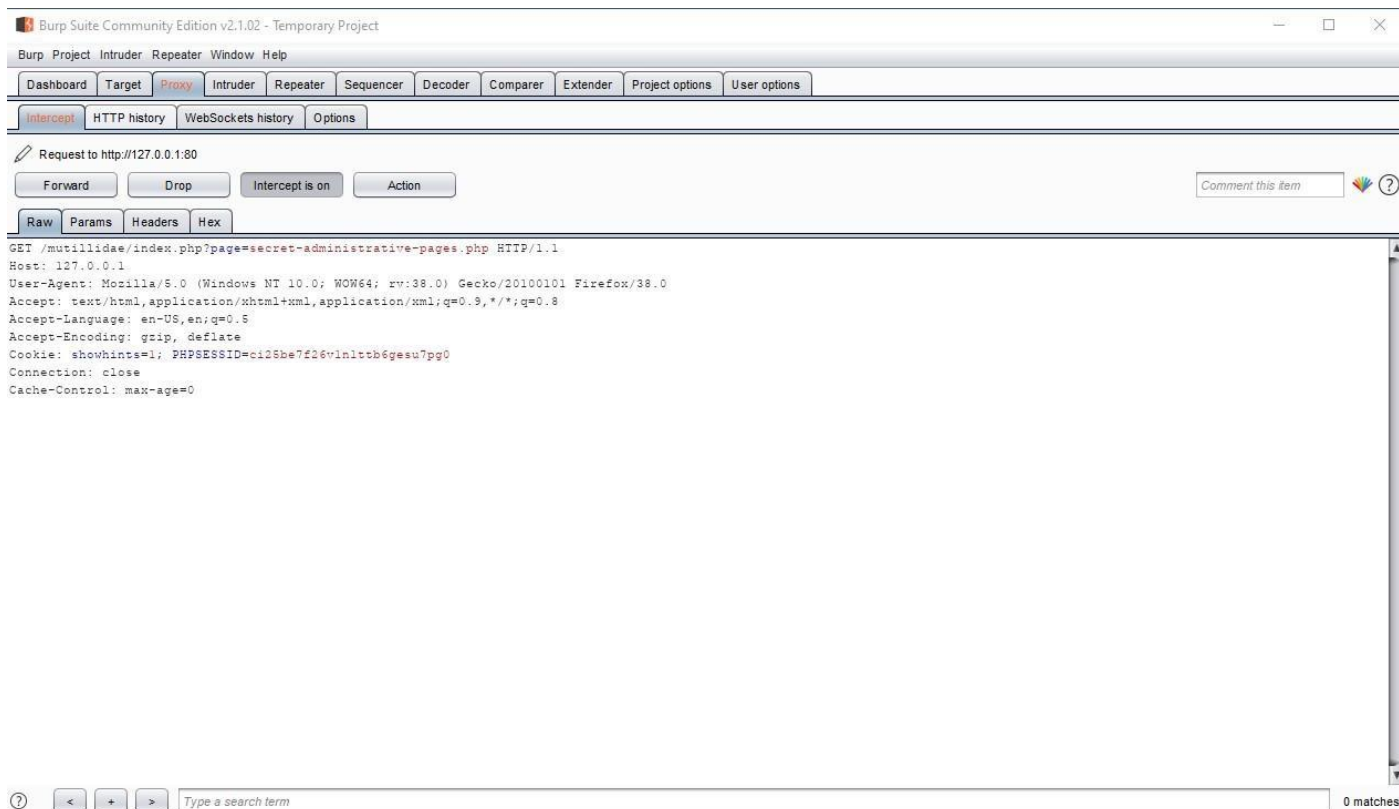 Burp Suite Community Edition v2.1.02 - Temporary Project
Burp Project Intruder Repeater Window Help
Dashboard Target Proxy Intruder Repeater Sequencer Decoder Comparer Extender Project options User options
Intercept HTTP history WebSockets history Options
Request to http://127.0.0.1:80
Forward Drop Intercept is on Action Comment this item ?
Raw Params Headers Hex
GET /mutillidae/index.php?page=secret-administrative-pages.php HTTP/1.1
Host: 127.0.0.1
User-Agent: Mozilla/5.0 (Windows NT 10.0; WOW64; rv:38.0) Gecko/20100101 Firefox/38.0
Accept: text/html,application/xhtml+xml,application/xml;q=0.9,*/*;q=0.8
Accept-Language: en-US,en;q=0.5
Accept-Encoding: gzip, deflate
Cookie: showhints=1; PHPSESSID=ci25be7f26v1n1ttb6gesu7pg0
Connection: close
Cache-Control: max-age=0
? < + > Type a search term 0 matches